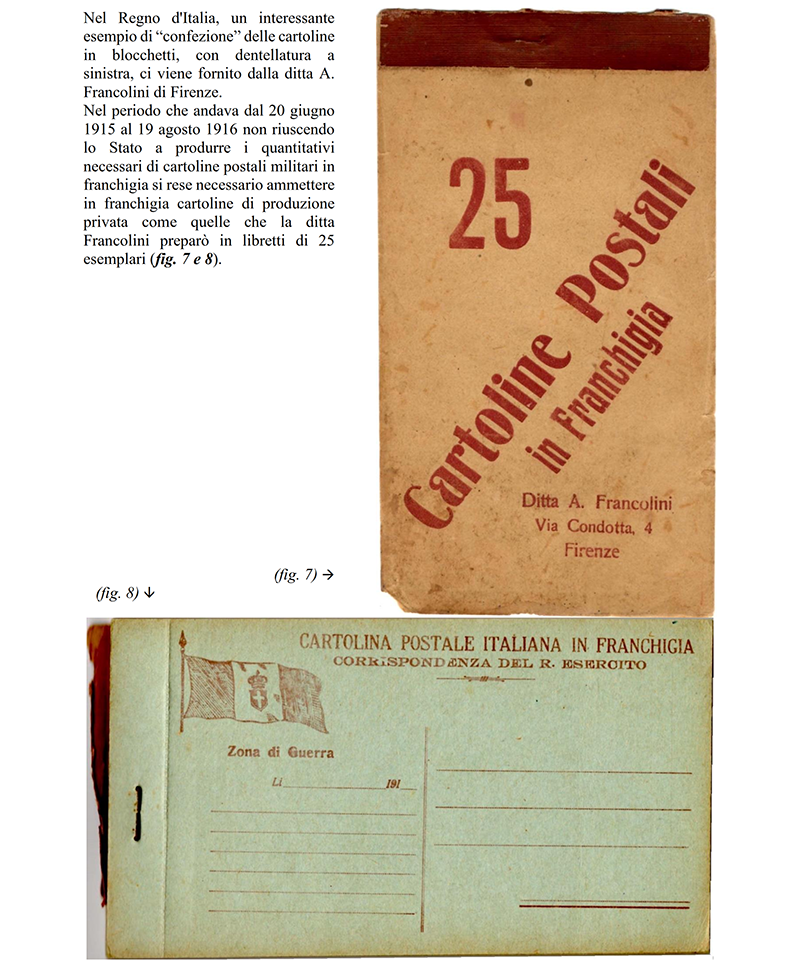 Nel Regno d'Italia, un interessante
esempio di “confezione” delle cartoline
in blocchetti, con dentellatura a
sinistra, ci viene fornito dalla ditta A.
Francolini di Firenze.
Nel periodo che andava dal 20 giugno
1915 al 19 agosto 1916 non riuscendo
lo Stato a produrre i quantitativi
necessari di cartoline postali militari in
franchigia si rese necessario ammettere
in franchigia cartoline di produzione
privata come quelle che la ditta
Francolini preparò in libretti di 25
esemplari (fig. 7 e 8).
25
Cartoline Postali
in Franchigia
Ditta A. Francolini
Via Condotta, 4
Firenze
(fig. 7) →
(fig. 8) ↓
CARTOLINA POSTALE ITALIANA IN FRANCHIGIA
CORRISPONDENZA DEL R. ESERCITO
Zona di Guerra
Li 191